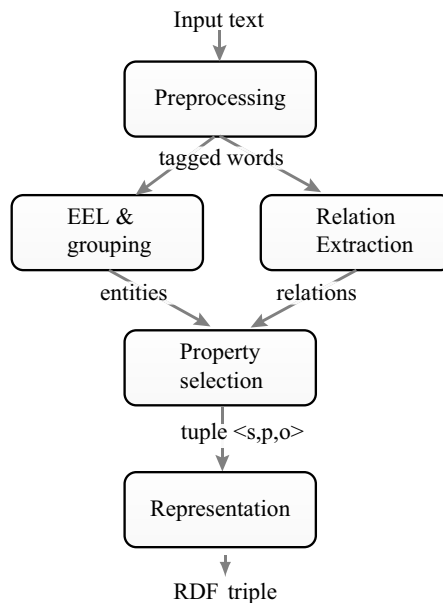 Input text
Preprocessing
tagged words
EEL &
grouping
Relation
Extraction
entities
relations
Property
selection
tuple <s,p,o>
Representation
RDF triple